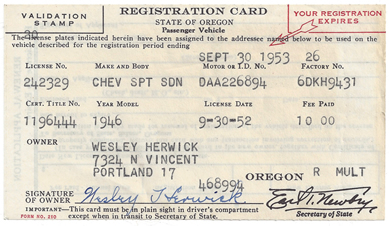 REGISTRATION CARD
VALIDATION STAMP
STATE OF OREGON
Passenger Vehicle
YOUR REGISTRATION EXPIRES
The license plates indicated herein have been assigned to the addressee named below to be used on the
vehicle described for the registration period ending
SEPT 30 1953 26
LICENSE NO. MAKE AND BODY MOTOR OR I.D. NO. FACTORY NO.
242329 CHEV SPT SDN DAA226894 6DKH9431
CERT. TITLE NO. YEAR MODEL LICENSE DATE FEE PAID
1196444 1946 9-30-52 10 00
OWNER
WESLEY HERWICK
7324 N VINCENT
PORTLAND 17
468994 OREGON R MULT
SIGNATURE OF OWNER Wesley Herwick Earl T. Newbry
Secretary of State
IMPORTANT—This card must be in plain sight in driver's compartment
FORM NO. except when in transit to Secretary of State.